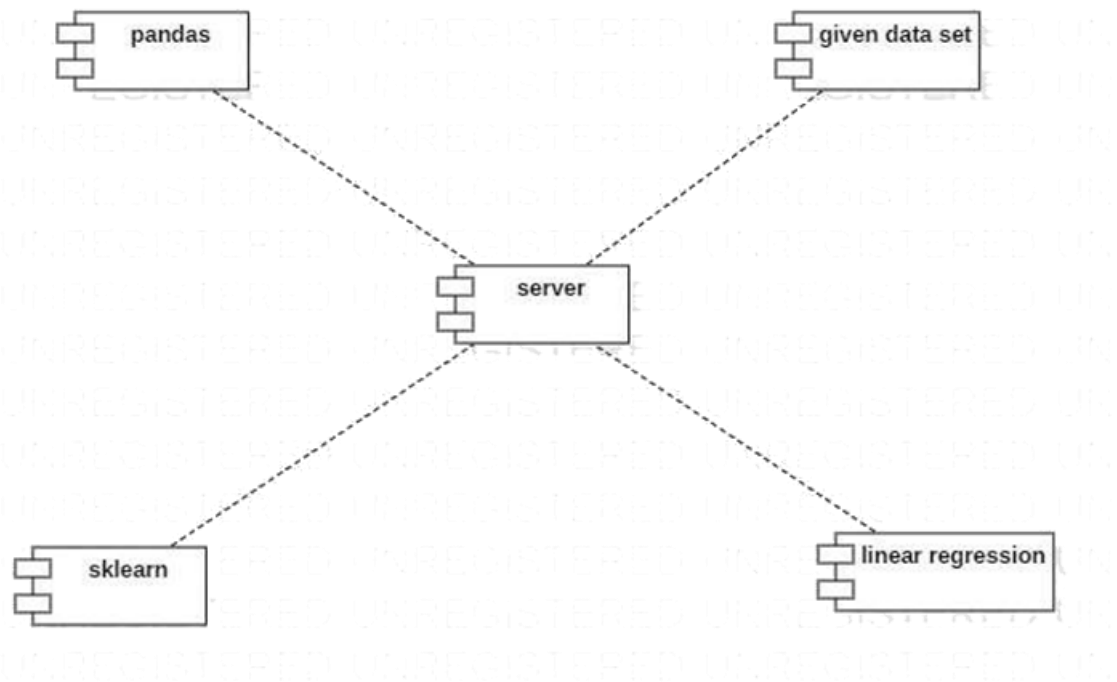 pandas
given data set
server
sklearn
linear regression